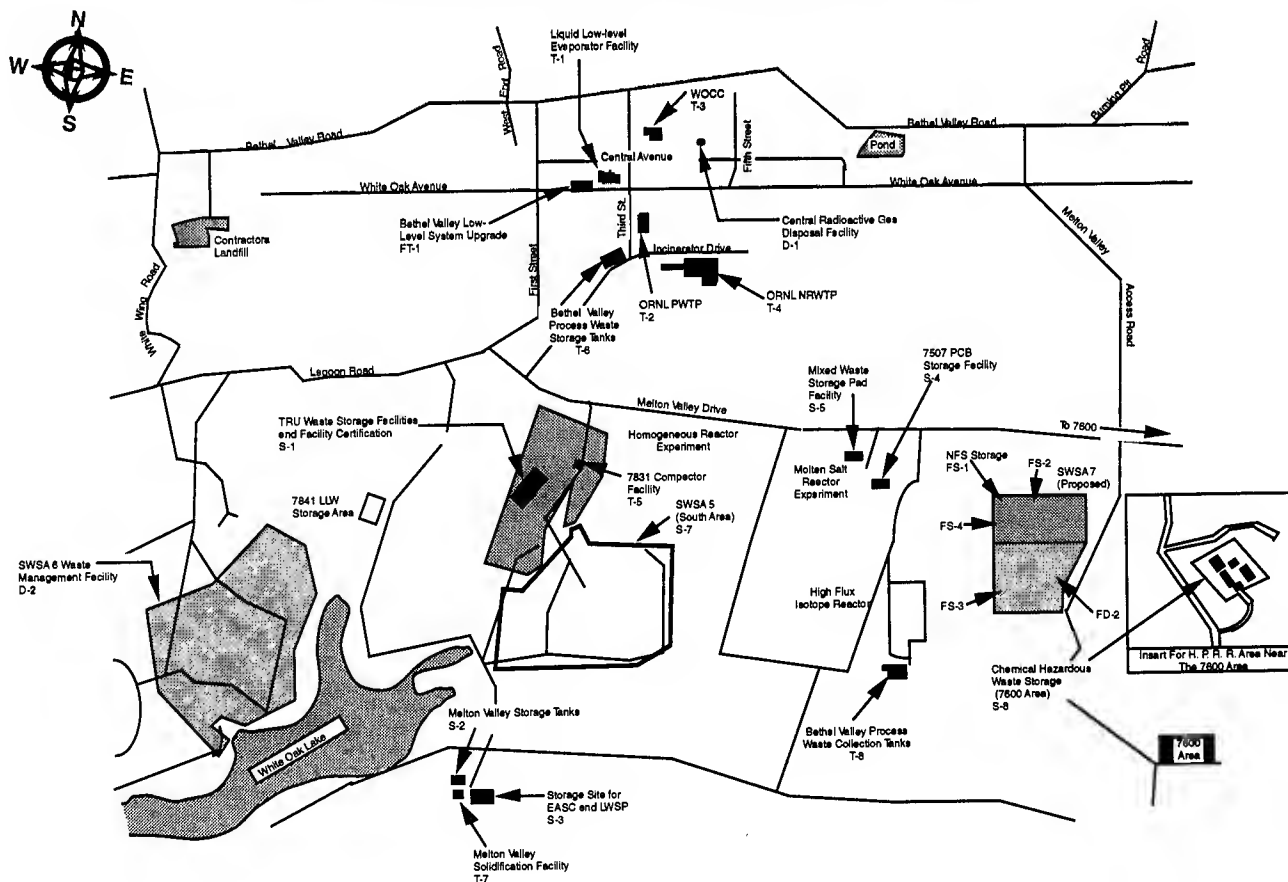 N
W
E
S
Liquid Low-level
Evaporator Facility
T-1
West End Road
WOCC
T-3
Burning Pit
Road
Bethel Valley Road
Bethel Valley Road
Fifth Street
Pond
Central Avenue
White Oak Avenue
White Oak Avenue
Third St.
Bethel Valley Low-
Level System Upgrade
FT-1
Central Radioactive Gas
Disposal Facility
D-1
Melton Valley
Access Road
Contractora
Landfill
First Street
Incinerator Drive
White Wing Road
ORNL PWTP
T-2
ORNL NRWTP
T-4
Bethel Valley
Process Waste
Storage Tanks
T-6
7507 PCB
Storage Facility
S-4
Mixed Waste
Storage Pad
Facility
S-5
Lagoon Road
Melton Valley Drive
To 7600
TRU Waste Storage Facilities
end Facility Certification
S-1
Homogeneous Reactor
Experiment
7831 Compector
Facility
T-5
Molten Salt
Reactor
Experiment
NFS Storage
FS-1
FS-2
SWSA 7
(Proposed)
7841 LLW
Storage Area
SWSA 5
(South Area)
S-7
FS-4
SWSA 6 Waste
Management Facility
D-2
High Flux
Isotope Reactor
FS-3
FD-2
Insart For H. P. R. R. Area Near
The 7600 Area
Chemical Hazardous
Waste Storage
(7600 Area)
S-8
Melton Valley Storage Tanks
S-2
White Oak Lake
Bethel Valley Process
Waste Collection Tanks
T-8
7600
Area
Storage Site for
EASC end LWSP
S-3
Melton Valley
Solidification Facility
T-7